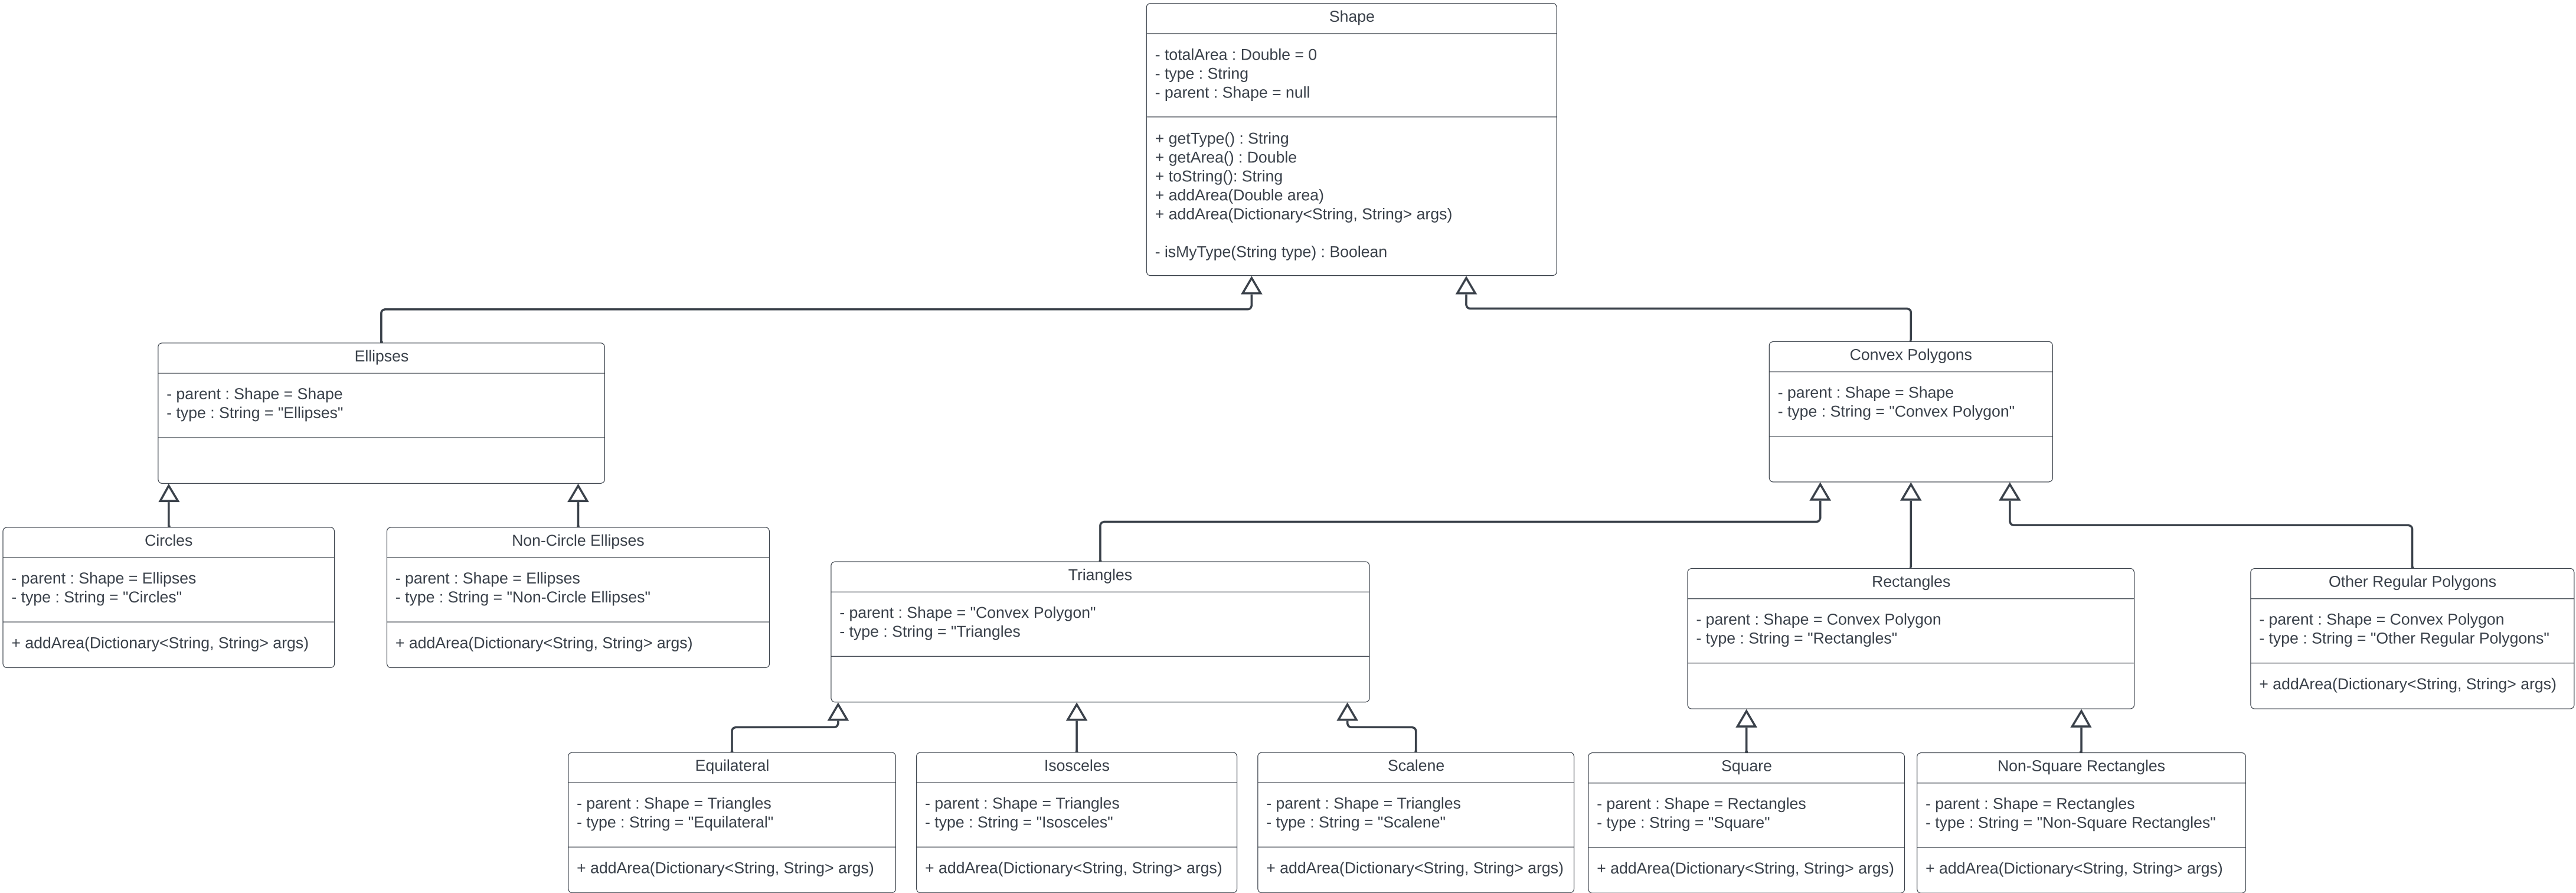 Shape
- totalArea : Double = 0
- type : String
- parent : Shape = null
+ getType() : String
+ getArea() : Double
+ toString(): String
+ addArea(Double area)
+ addArea(Dictionary<String, String> args)
- isMyType(String type) : Boolean
Ellipses
- parent : Shape = Shape
- type : String = "Ellipses"
Convex Polygons
- parent : Shape = Shape
- type : String = "Convex Polygon"
Circles
- parent : Shape = Ellipses
- type : String = "Circles"
+ addArea(Dictionary<String, String> args)
Non-Circle Ellipses
- parent : Shape = Ellipses
- type : String = "Non-Circle Ellipses"
+ addArea(Dictionary<String, String> args)
Triangles
- parent : Shape = "Convex Polygon"
- type : String = "Triangles
Rectangles
- parent : Shape = Convex Polygon
- type : String = "Rectangles"
Other Regular Polygons
- parent : Shape = Convex Polygon
- type : String = "Other Regular Polygons"
+ addArea(Dictionary<String, String> args)
Equilateral
- parent : Shape = Triangles
- type : String = "Equilateral"
+ addArea(Dictionary<String, String> args)
Isosceles
- parent : Shape = Triangles
- type : String = "Isosceles"
+ addArea(Dictionary<String, String> args)
Scalene
- parent : Shape = Triangles
- type : String = "Scalene"
+ addArea(Dictionary<String, String> args)
Square
- parent : Shape = Rectangles
- type : String = "Square"
+ addArea(Dictionary<String, String> args)
Non-Square Rectangles
- parent : Shape = Rectangles
- type : String = "Non-Square Rectangles"
+ addArea(Dictionary<String, String> args)